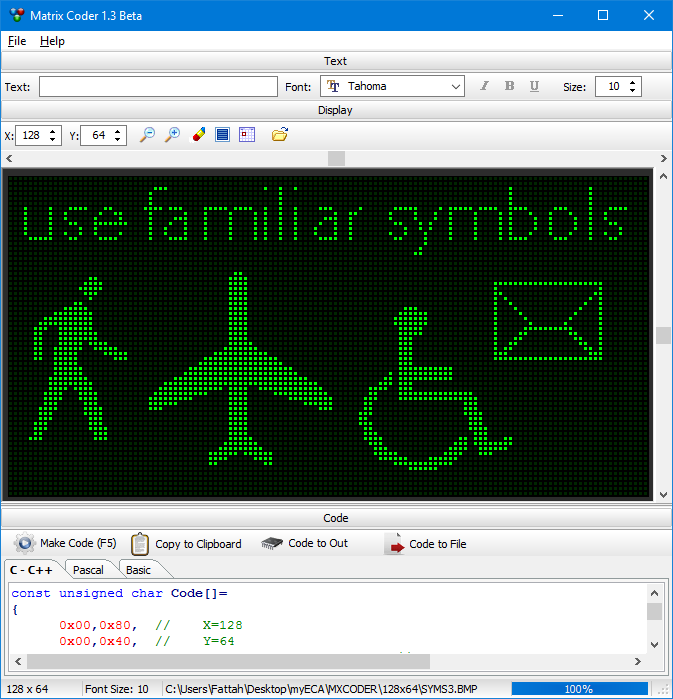 Matrix Coder 1.3 Beta
File Help
Text
Text: Font: Tahoma I B U Size: 10
Display
X: 128 Y: 64
use familiar symbols
Code
Make Code (F5) Copy to Clipboard Code to Out Code to File
C - C++ Pascal Basic
const unsigned char Code[]=
{
0x00,0x80, // X=128
0x00,0x40, // Y=64
128 x 64 Font Size: 10 C:\Users\Fattah\Desktop\myECA\MXCODER\128x64\SYMS3.BMP 100%